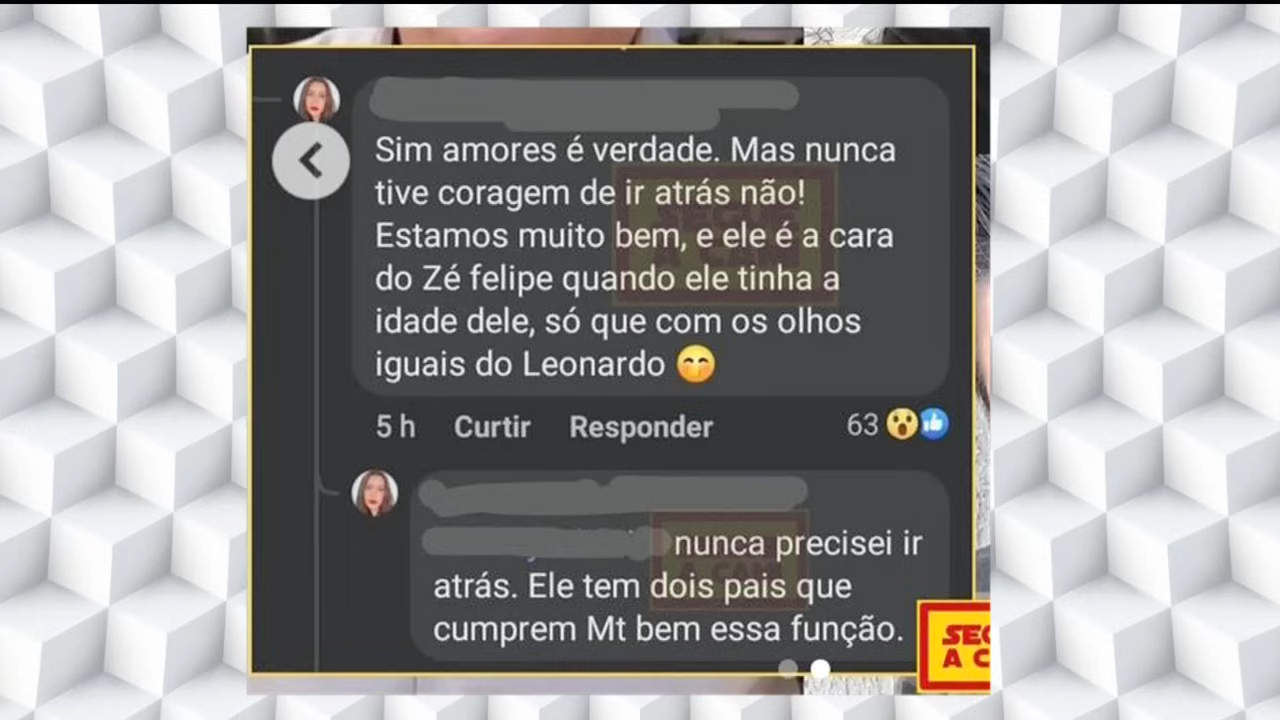 Sim amores é verdade. Mas nunca
tive coragem de ir atrás não!
Estamos muito bem, e ele é a cara
do Zé felipe quando ele tinha a
idade dele, só que com os olhos
iguais do Leonardo 🤭
5 h Curtir Responder 63
nunca precisei ir
atrás. Ele tem dois pais que
cumprem Mt bem essa função.